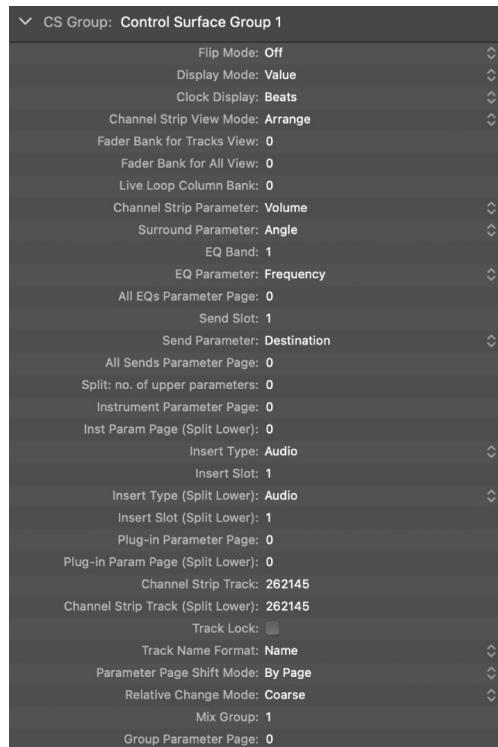 CS Group: Control Surface Group 1
Flip Mode: Off
Display Mode: Value
Clock Display: Beats
Channel Strip View Mode: Arrange
Fader Bank for Tracks View: 0
Fader Bank for All View: 0
Live Loop Column Bank: 0
Channel Strip Parameter: Volume
Surround Parameter: Angle
EQ Band: 1
EQ Parameter: Frequency
All EQs Parameter Page: 0
Send Slot: 1
Send Parameter: Destination
All Sends Parameter Page: 0
Split: no. of upper parameters: 0
Instrument Parameter Page: 0
Inst Param Page (Split Lower): 0
Insert Type: Audio
Insert Slot: 1
Insert Type (Split Lower): Audio
Insert Slot (Split Lower): 1
Plug-in Parameter Page: 0
Plug-in Param Page (Split Lower): 0
Channel Strip Track: 262145
Channel Strip Track (Split Lower): 262145
Track Lock:
Track Name Format: Name
Parameter Page Shift Mode: By Page
Relative Change Mode: Coarse
Mix Group: 1
Group Parameter Page: 0